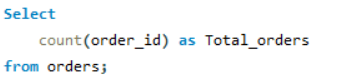 Select
    count(order_id) as Total_orders
from orders;